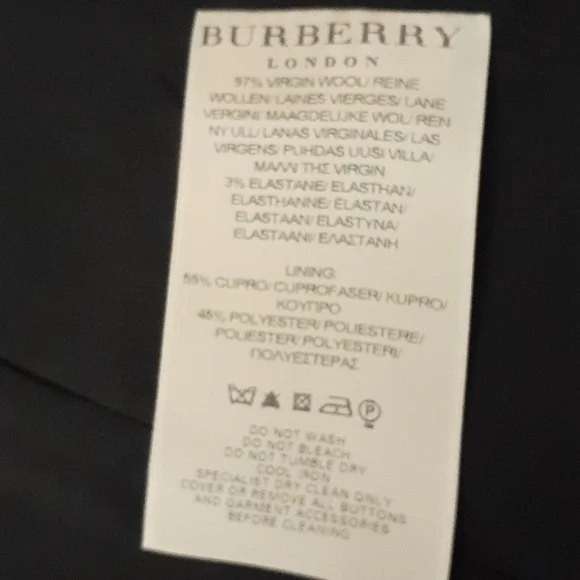 BURBERRY
LONDON
97% VIRGIN WOOL/ REINE
WOLLEN/ LAINES VIERGES/ LANE
VERGINI/ MAAGDELIJKE WOL/ REN
NY ULL/ LANAS VIRGINALES/ LAS
VIRGENS/ PUHDAS UUSI VILLA/
ΜΑΛΛΙ ΤΗΣ VIRGIN
3% ELASTANE/ ELASTHAN/
ELASTHANNE/ ELASTAN/
ELASTAAN/ ELASTYNA/
ELASTAANI/ ΕΛΑΣΤΑΝΗ
LINING:
55% CUPRO/ CUPROFASER/ KUPRO/
ΚΟΥΠΡΟ
45% POLYESTER/ POLIESTERE/
POLIESTER/ POLYESTERI/
ΠΟΛΥΕΣΤΕΡΑΣ
P
DO NOT WASH
DO NOT BLEACH
DO NOT TUMBLE DRY
COOL IRON
SPECIALIST DRY CLEAN ONLY
COVER OR REMOVE ALL BUTTONS
AND GARMENT ACCESSORIES
BEFORE CLEANING